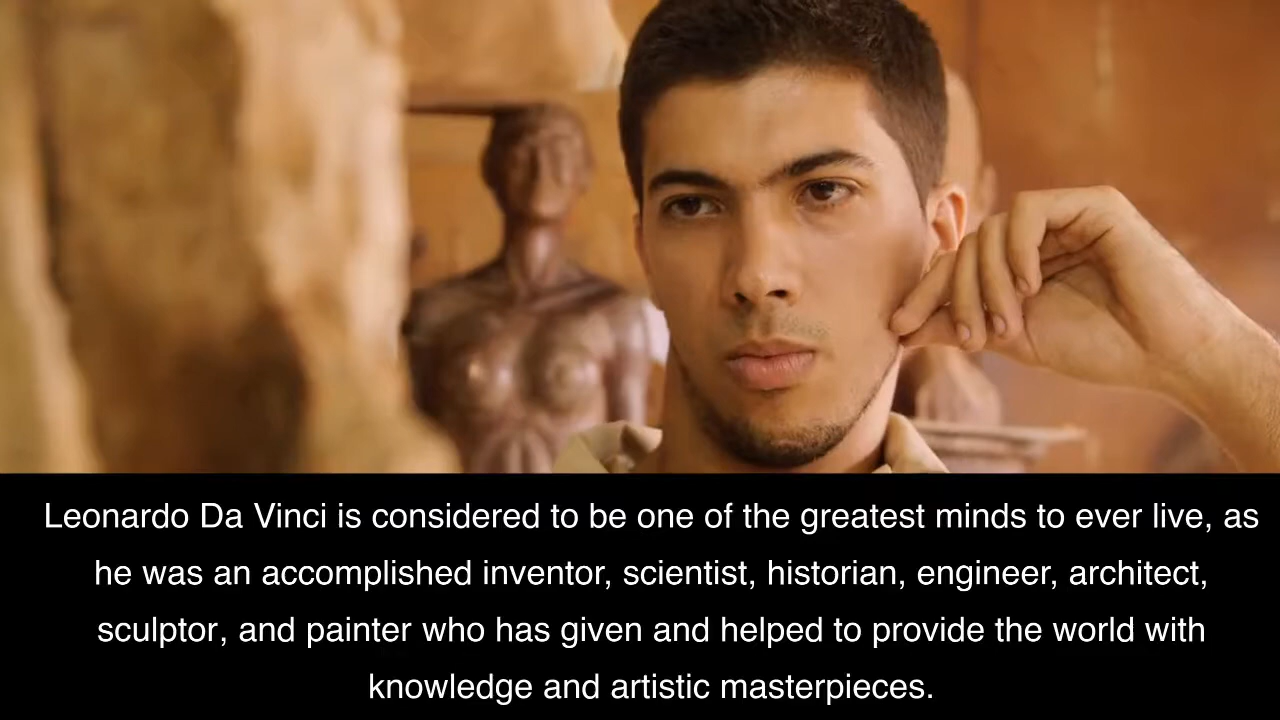 Leonardo Da Vinci is considered to be one of the greatest minds to ever live, as
he was an accomplished inventor, scientist, historian, engineer, architect,
sculptor, and painter who has given and helped to provide the world with
knowledge and artistic masterpieces.